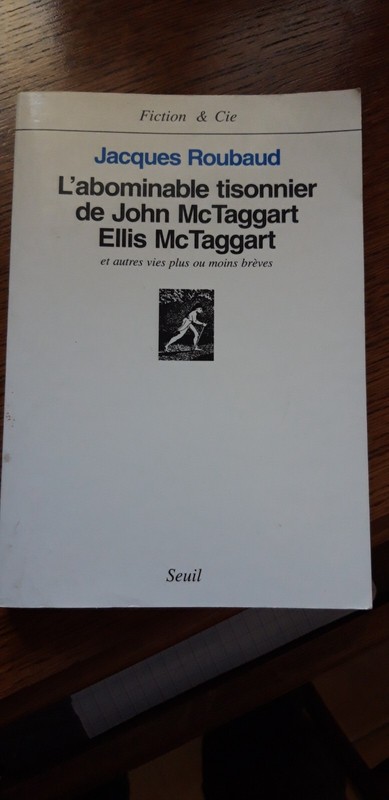 Fiction & Cie
Jacques Roubaud
L'abominable tisonnier
de John McTaggart
Ellis McTaggart
et autres vies plus ou moins brèves
Seuil